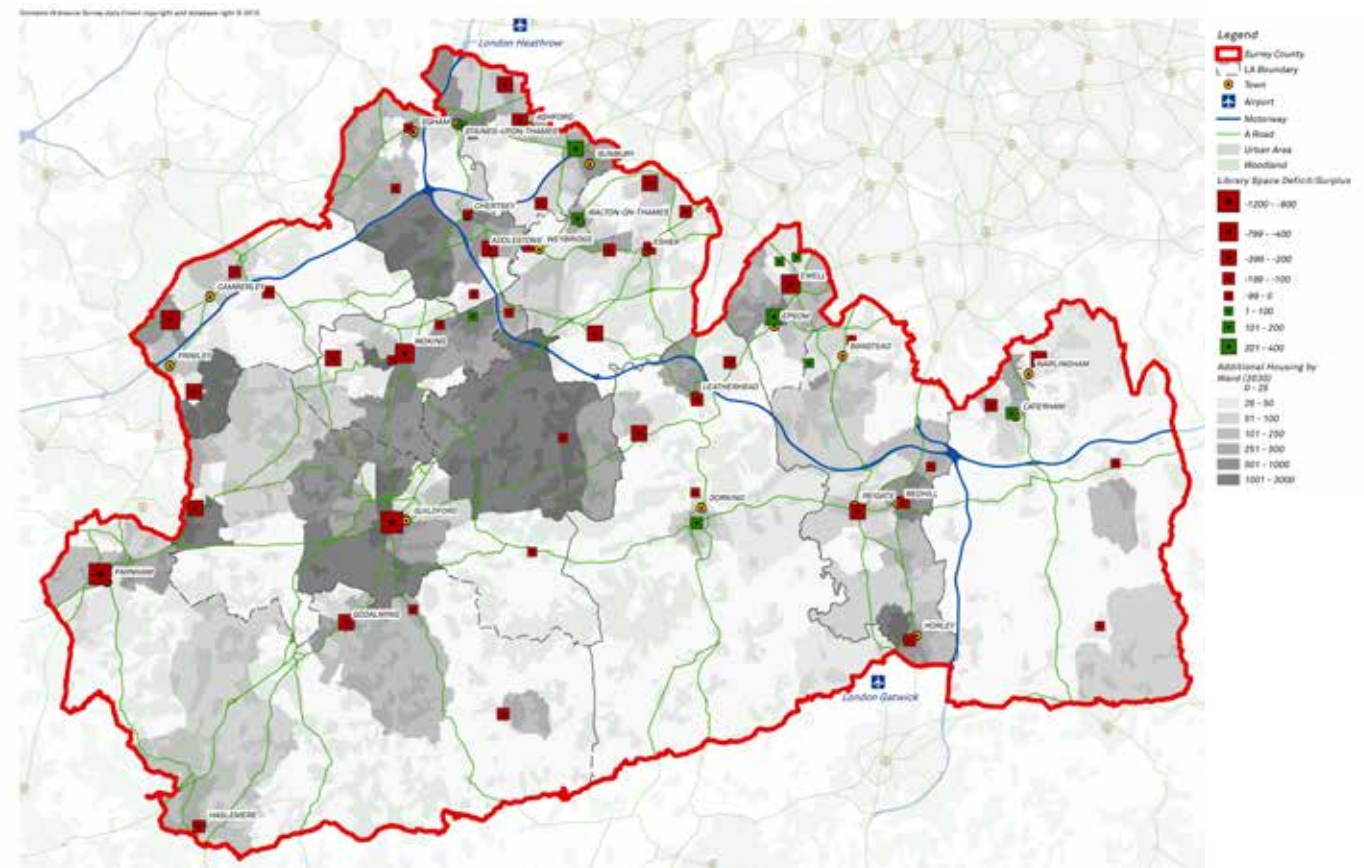 London Heathrow
EGHAM
STAINES-UPON-THAMES
ASHFORD
SUNBURY
CHERTSEY
WALTON-ON-THAMES
ADDLESTONE
WEYBRIDGE
ESHER
CAMBERLEY
EWELL
EPSOM
FRIMLEY
WOKING
BANSTEAD
WARLINGHAM
LEATHERHEAD
CATERHAM
DORKING
GUILDFORD
REIGATE
REDHILL
FARNHAM
GODALMING
HORLEY
London Gatwick
HASLEMERE
Legend
Surrey County
LA Boundary
Town
Airport
Motorway
A Road
Urban Area
Woodland
Library Space Deficit/Surplus
-1200 - -800
-799 - -400
-399 - -200
-199 - -100
-99 - 0
1 - 100
101 - 200
201 - 400
Additional Housing by
Ward (2030)
0 - 25
26 - 50
51 - 100
101 - 250
251 - 500
501 - 1000
1001 - 3000